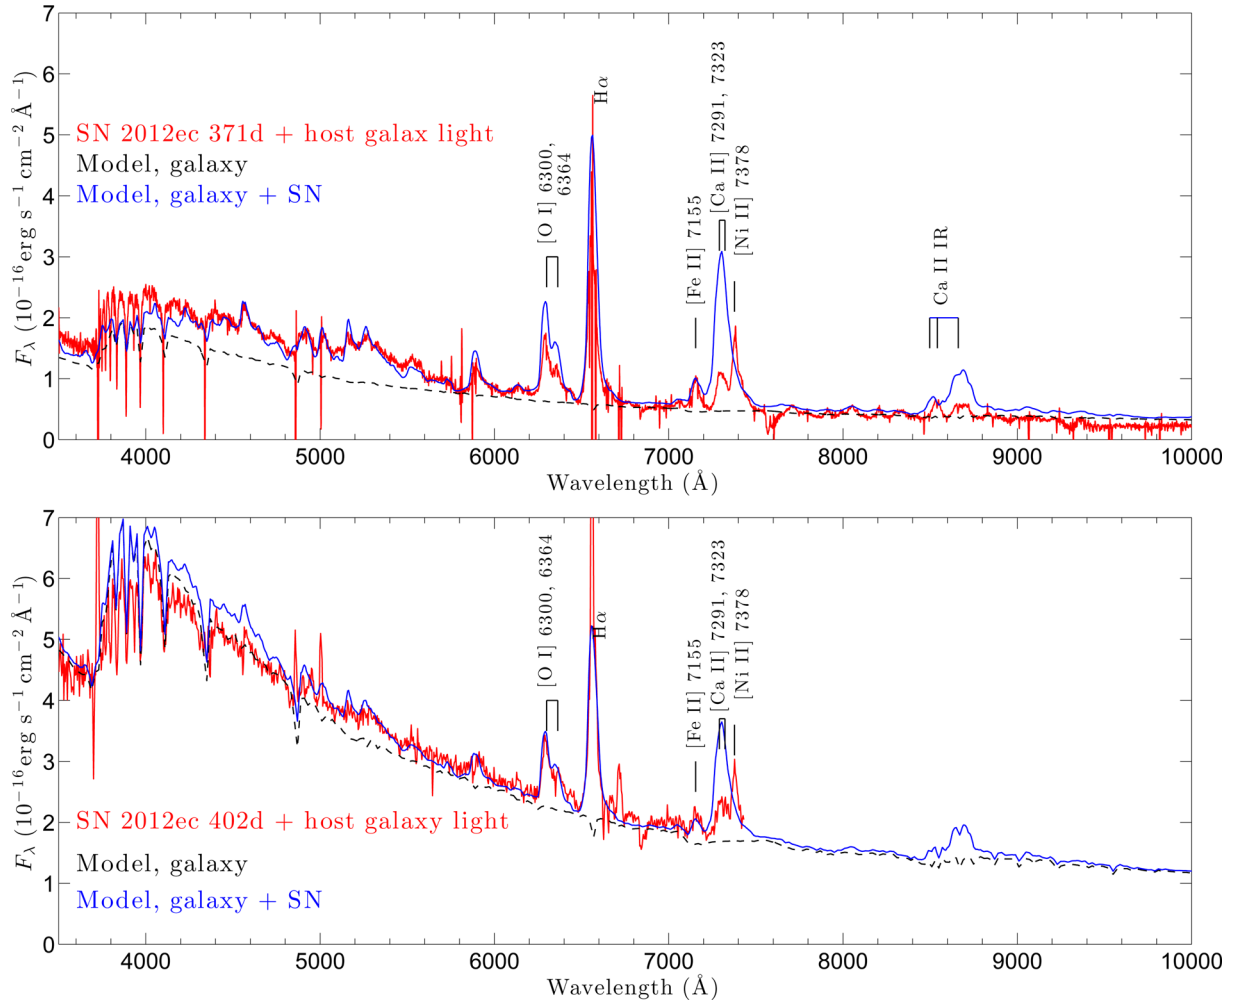 7
6
5
4
3
2
1
0
F_λ (10⁻¹⁶ erg s⁻¹ cm⁻² Å⁻¹)
SN 2012ec 371d + host galax light
Model, galaxy
Model, galaxy + SN
[O I] 6300,
6364
Hα
[Fe II] 7155
[Ca II] 7291, 7323
[Ni II] 7378
Ca II IR
4000 5000 6000 7000 8000 9000 10000
Wavelength (Å)
7
6
5
4
3
2
1
0
F_λ (10⁻¹⁶ erg s⁻¹ cm⁻² Å⁻¹)
[O I] 6300, 6364
Hα
[Fe II] 7155
[Ca II] 7291, 7323
[Ni II] 7378
SN 2012ec 402d + host galaxy light
Model, galaxy
Model, galaxy + SN
4000 5000 6000 7000 8000 9000 10000
Wavelength (Å)